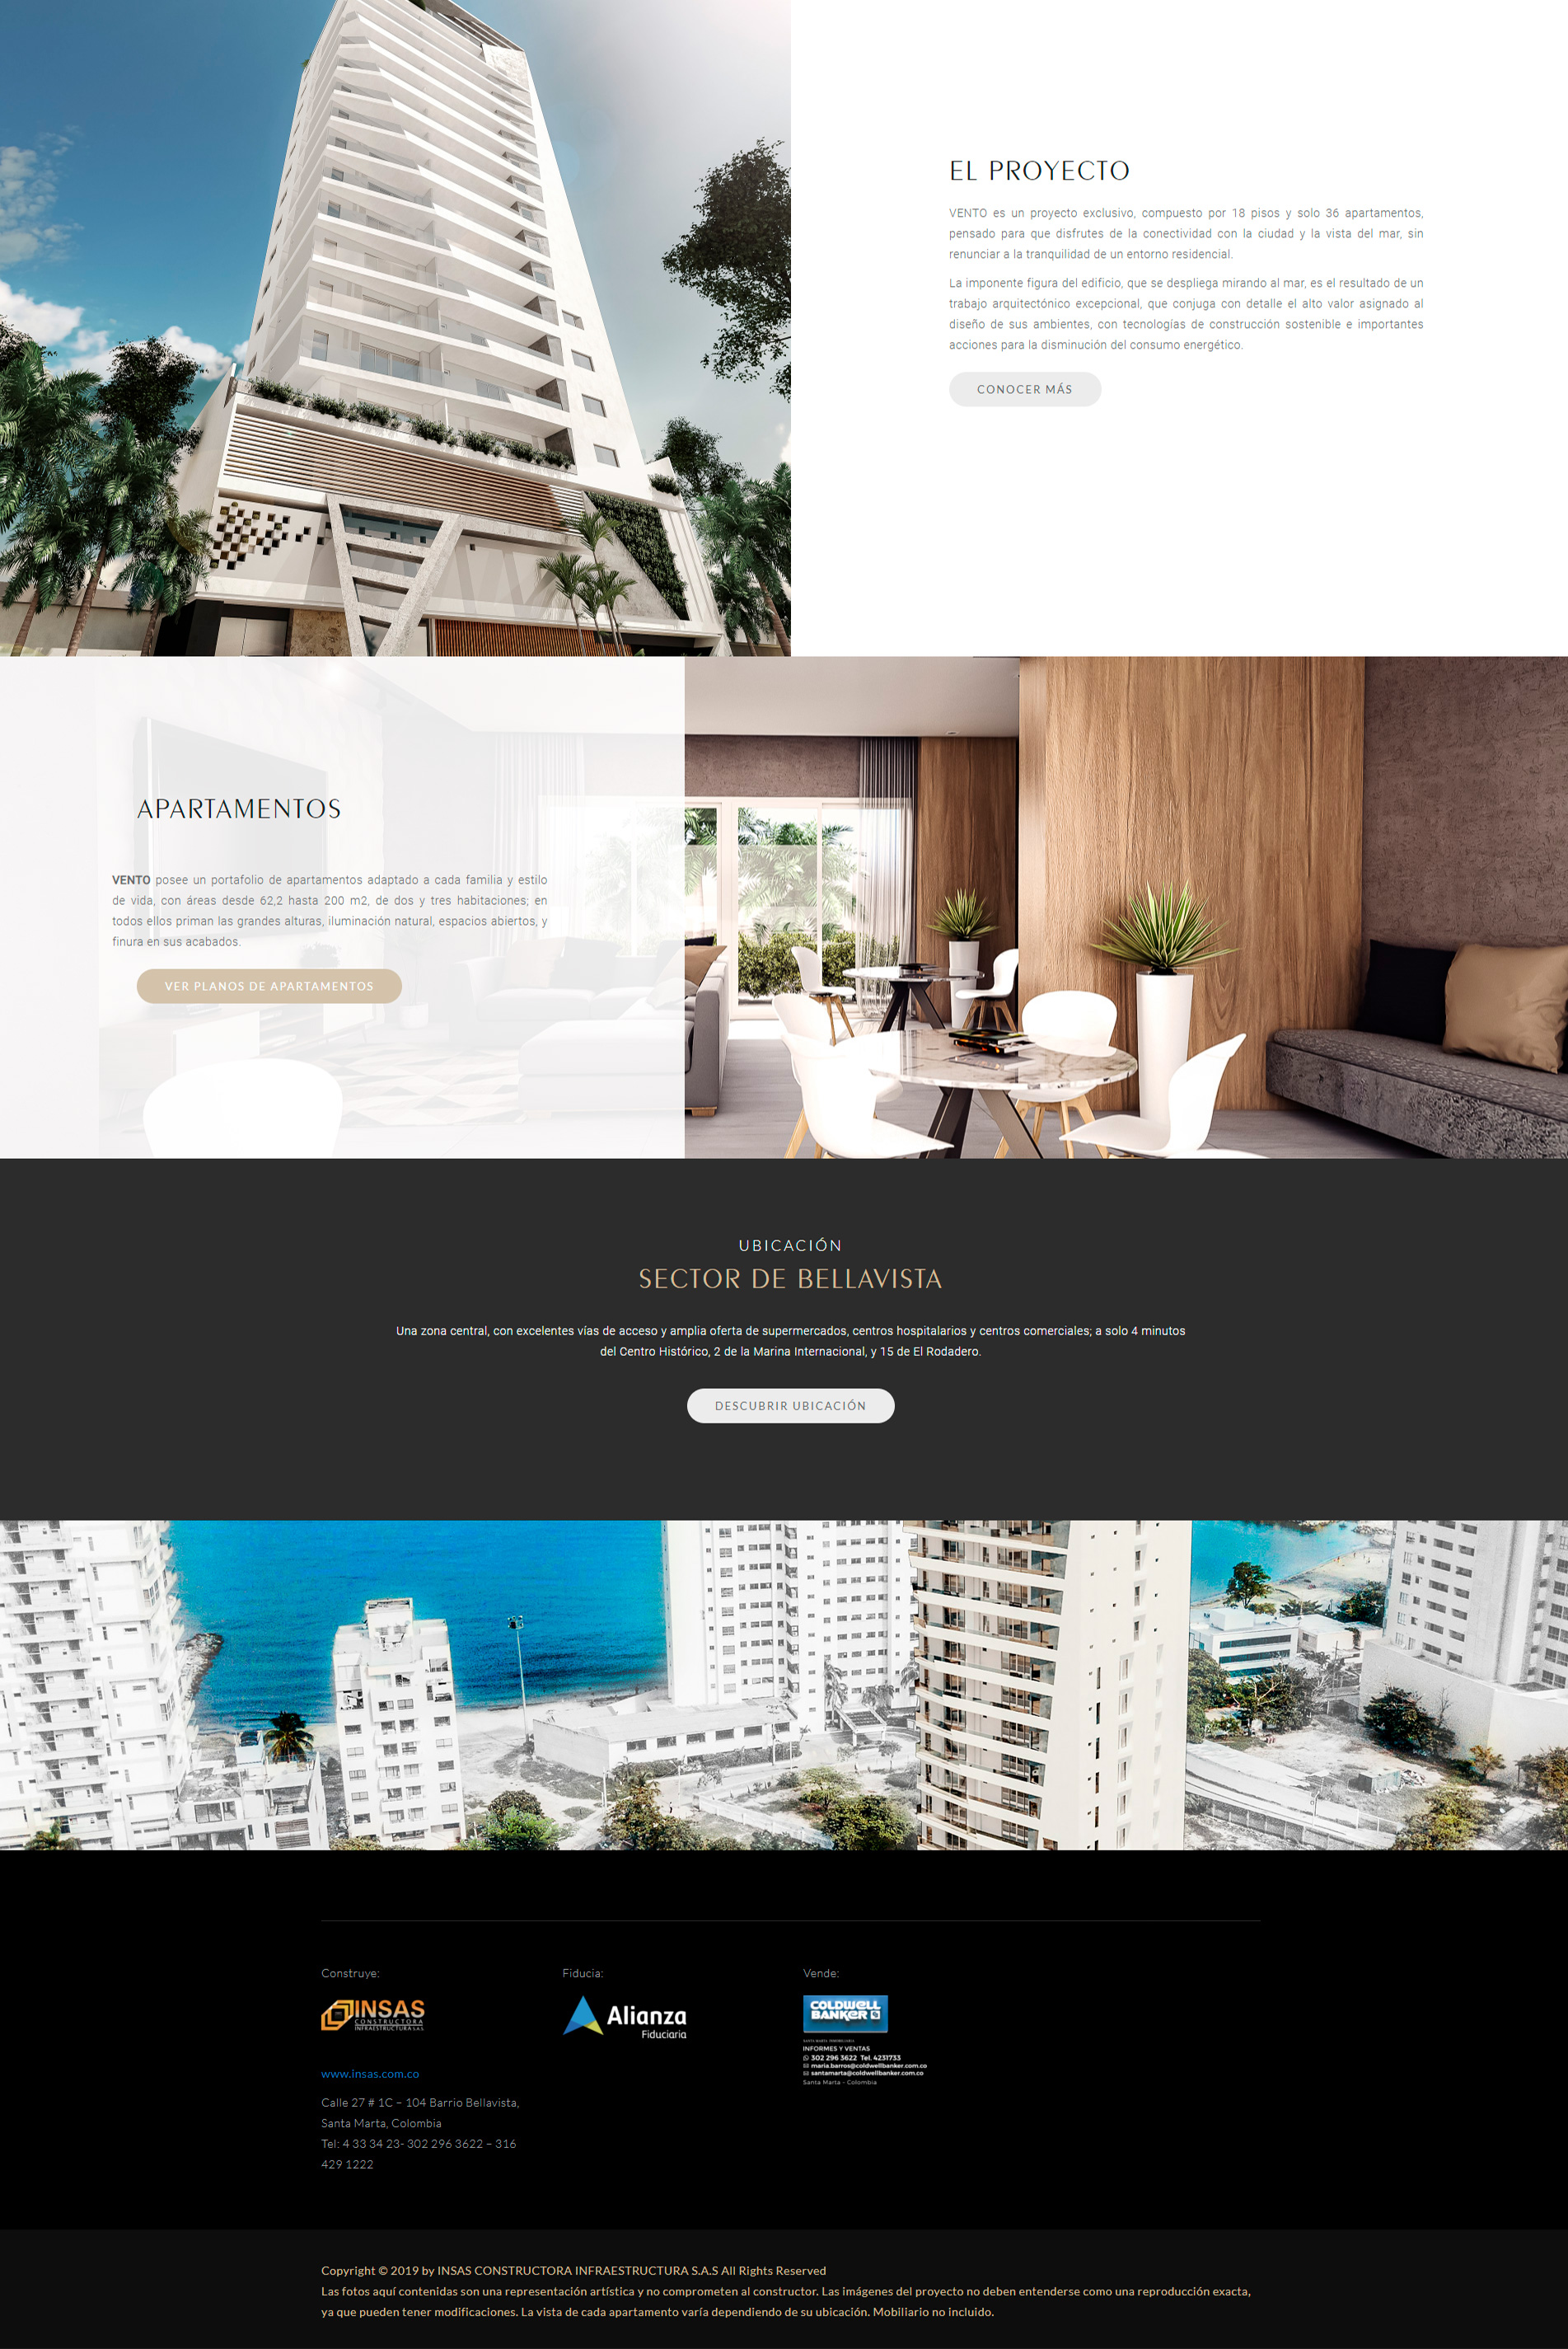 EL PROYECTO
VENTO es un proyecto exclusivo, compuesto por 18 pisos y solo 36 apartamentos,
pensado para que disfrutes de la conectividad con la ciudad y la vista del mar, sin
renunciar a la tranquilidad de un entorno residencial.
La imponente figura del edificio, que se despliega mirando al mar, es el resultado de un
trabajo arquitectónico excepcional, que conjuga con detalle el alto valor asignado al
diseño de sus ambientes, con tecnologías de construcción sostenible e importantes
acciones para la disminución del consumo energético.
CONOCER MÁS
APARTAMENTOS
VENTO posee un portafolio de apartamentos adaptado a cada familia y estilo
de vida, con áreas desde 62,2 hasta 200 m2, de dos y tres habitaciones; en
todos ellos priman las grandes alturas, iluminación natural, espacios abiertos, y
finura en sus acabados.
VER PLANOS DE APARTAMENTOS
UBICACIÓN
SECTOR DE BELLAVISTA
Una zona central, con excelentes vías de acceso y amplia oferta de supermercados, centros hospitalarios y centros comerciales; a solo 4 minutos
del Centro Histórico, 2 de la Marina Internacional, y 15 de El Rodadero.
DESCUBRIR UBICACIÓN
Construye:
INSAS
CONSTRUCTORA
INFRAESTRUCTURA S.A.S.
www.insas.com.co
Calle 27 # 1C – 104 Barrio Bellavista,
Santa Marta, Colombia
Tel: 4 33 34 23- 302 296 3622 – 316
429 1222
Fiducia:
Alianza
Fiduciaria
Vende:
COLDWELL
BANKER
SANTA MARTA INMOBILIARIA
INFORMES Y VENTAS
302 296 3622 Tel. 4231733
maria.barros@coldwellbanker.com.co
santamarta@coldwellbanker.com.co
Santa Marta - Colombia
Copyright © 2019 by INSAS CONSTRUCTORA INFRAESTRUCTURA S.A.S All Rights Reserved
Las fotos aquí contenidas son una representación artística y no comprometen al constructor. Las imágenes del proyecto no deben entenderse como una reproducción exacta,
ya que pueden tener modificaciones. La vista de cada apartamento varía dependiendo de su ubicación. Mobiliario no incluido.